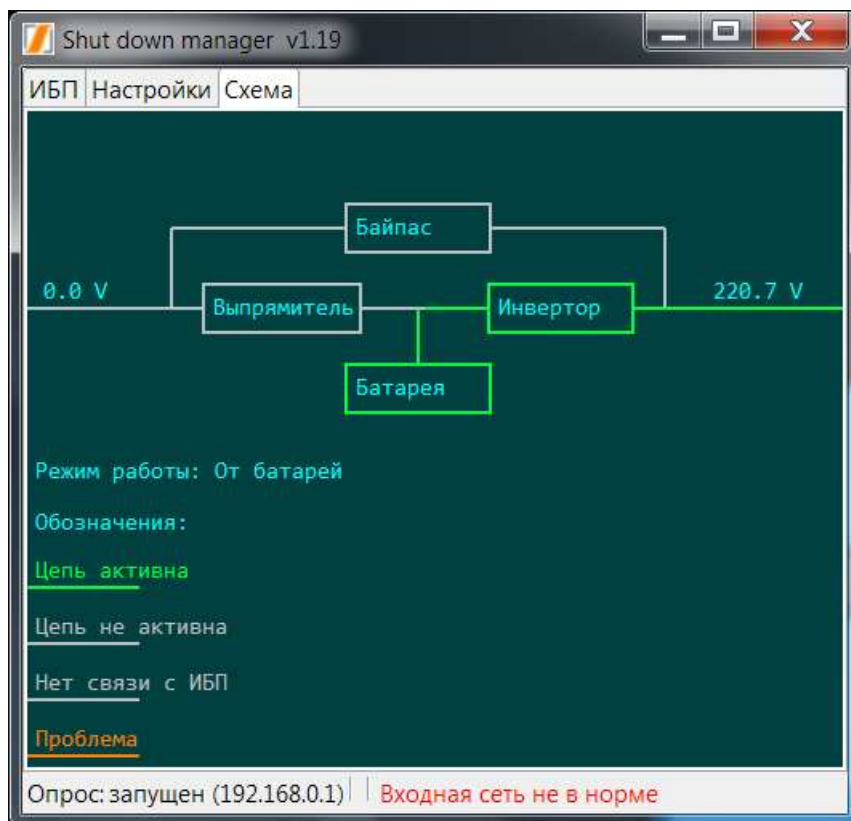 Shut down manager v1.19
ИБП Настройки Схема
Байпас
0.0 V
220.7 V
Выпрямитель
Инвертор
Батарея
Режим работы: От батарей
Обозначения:
Цепь активна
Цепь не активна
Нет связи с ИБП
Проблема
Опрос: запущен (192.168.0.1) Входная сеть не в норме